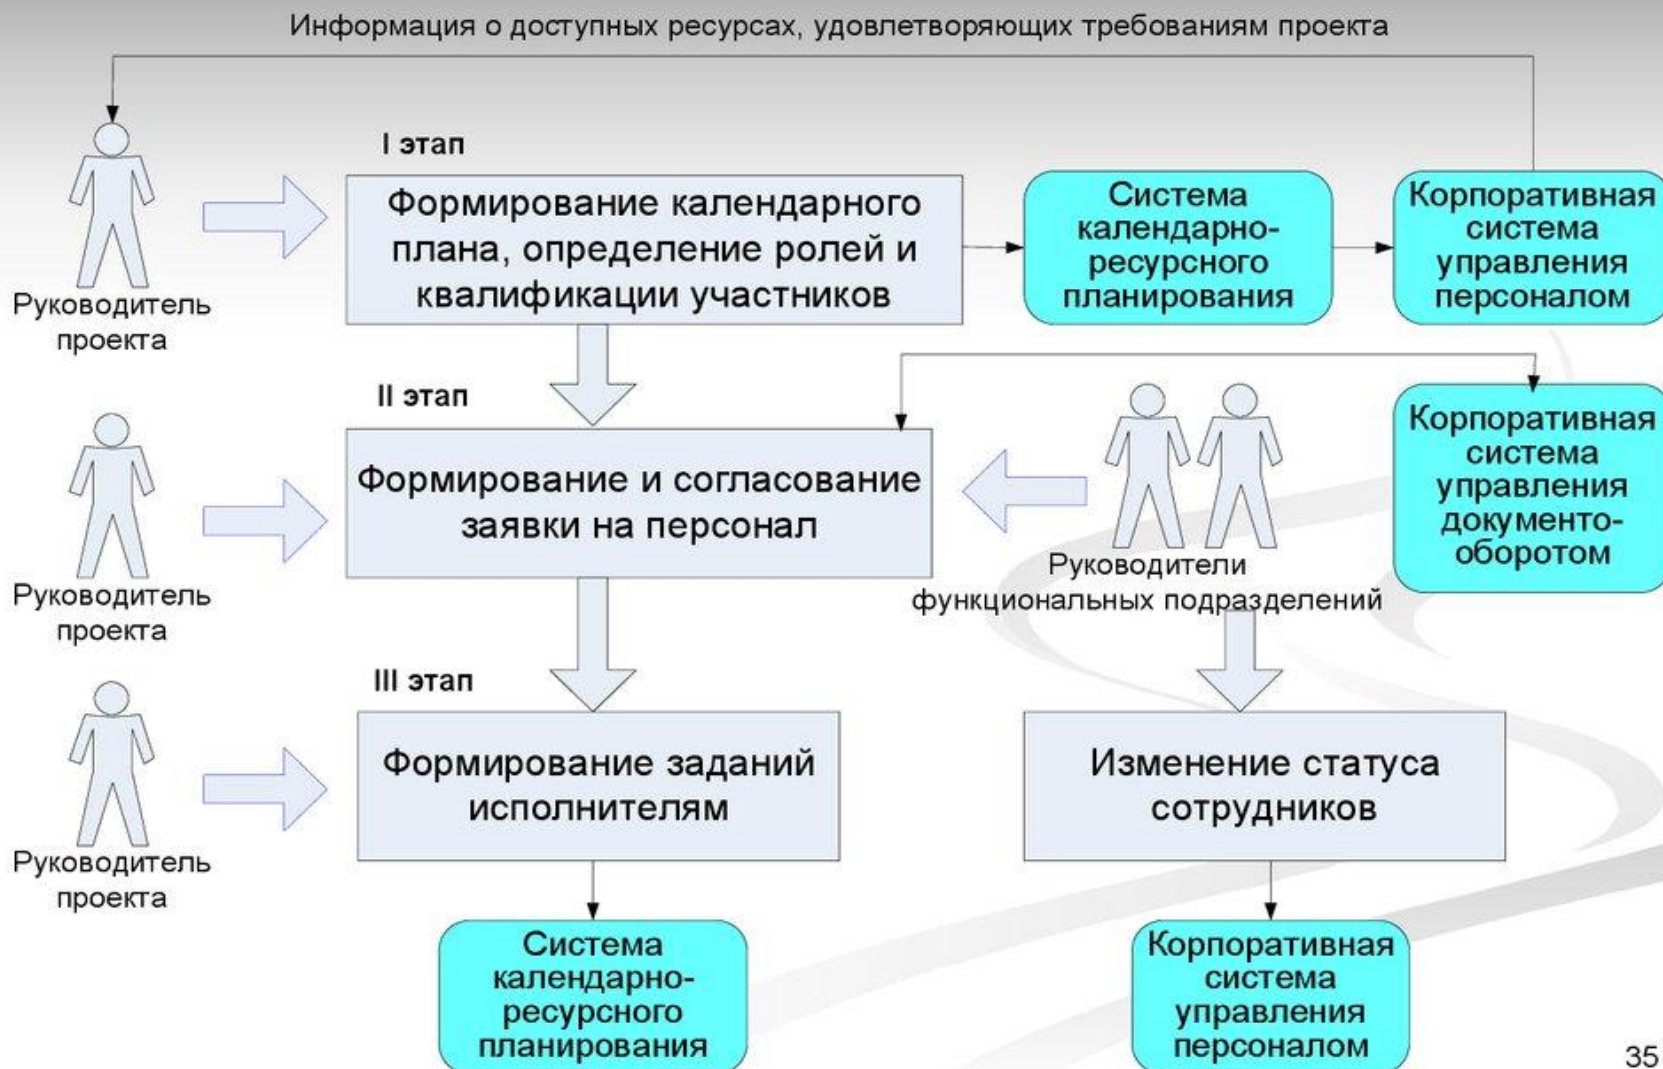 Информация о доступных ресурсах, удовлетворяющих требованиям проекта
I этап
Руководитель
проекта
Формирование календарного
плана, определение ролей и
квалификации участников
Система
календарно-
ресурсного
планирования
Корпоративная
система
управления
персоналом
II этап
Руководитель
проекта
Формирование и согласование
заявки на персонал
Руководители
функциональных подразделений
Корпоративная
система
управления
документо-
оборотом
III этап
Руководитель
проекта
Формирование заданий
исполнителям
Изменение статуса
сотрудников
Система
календарно-
ресурсного
планирования
Корпоративная
система
управления
персоналом
35